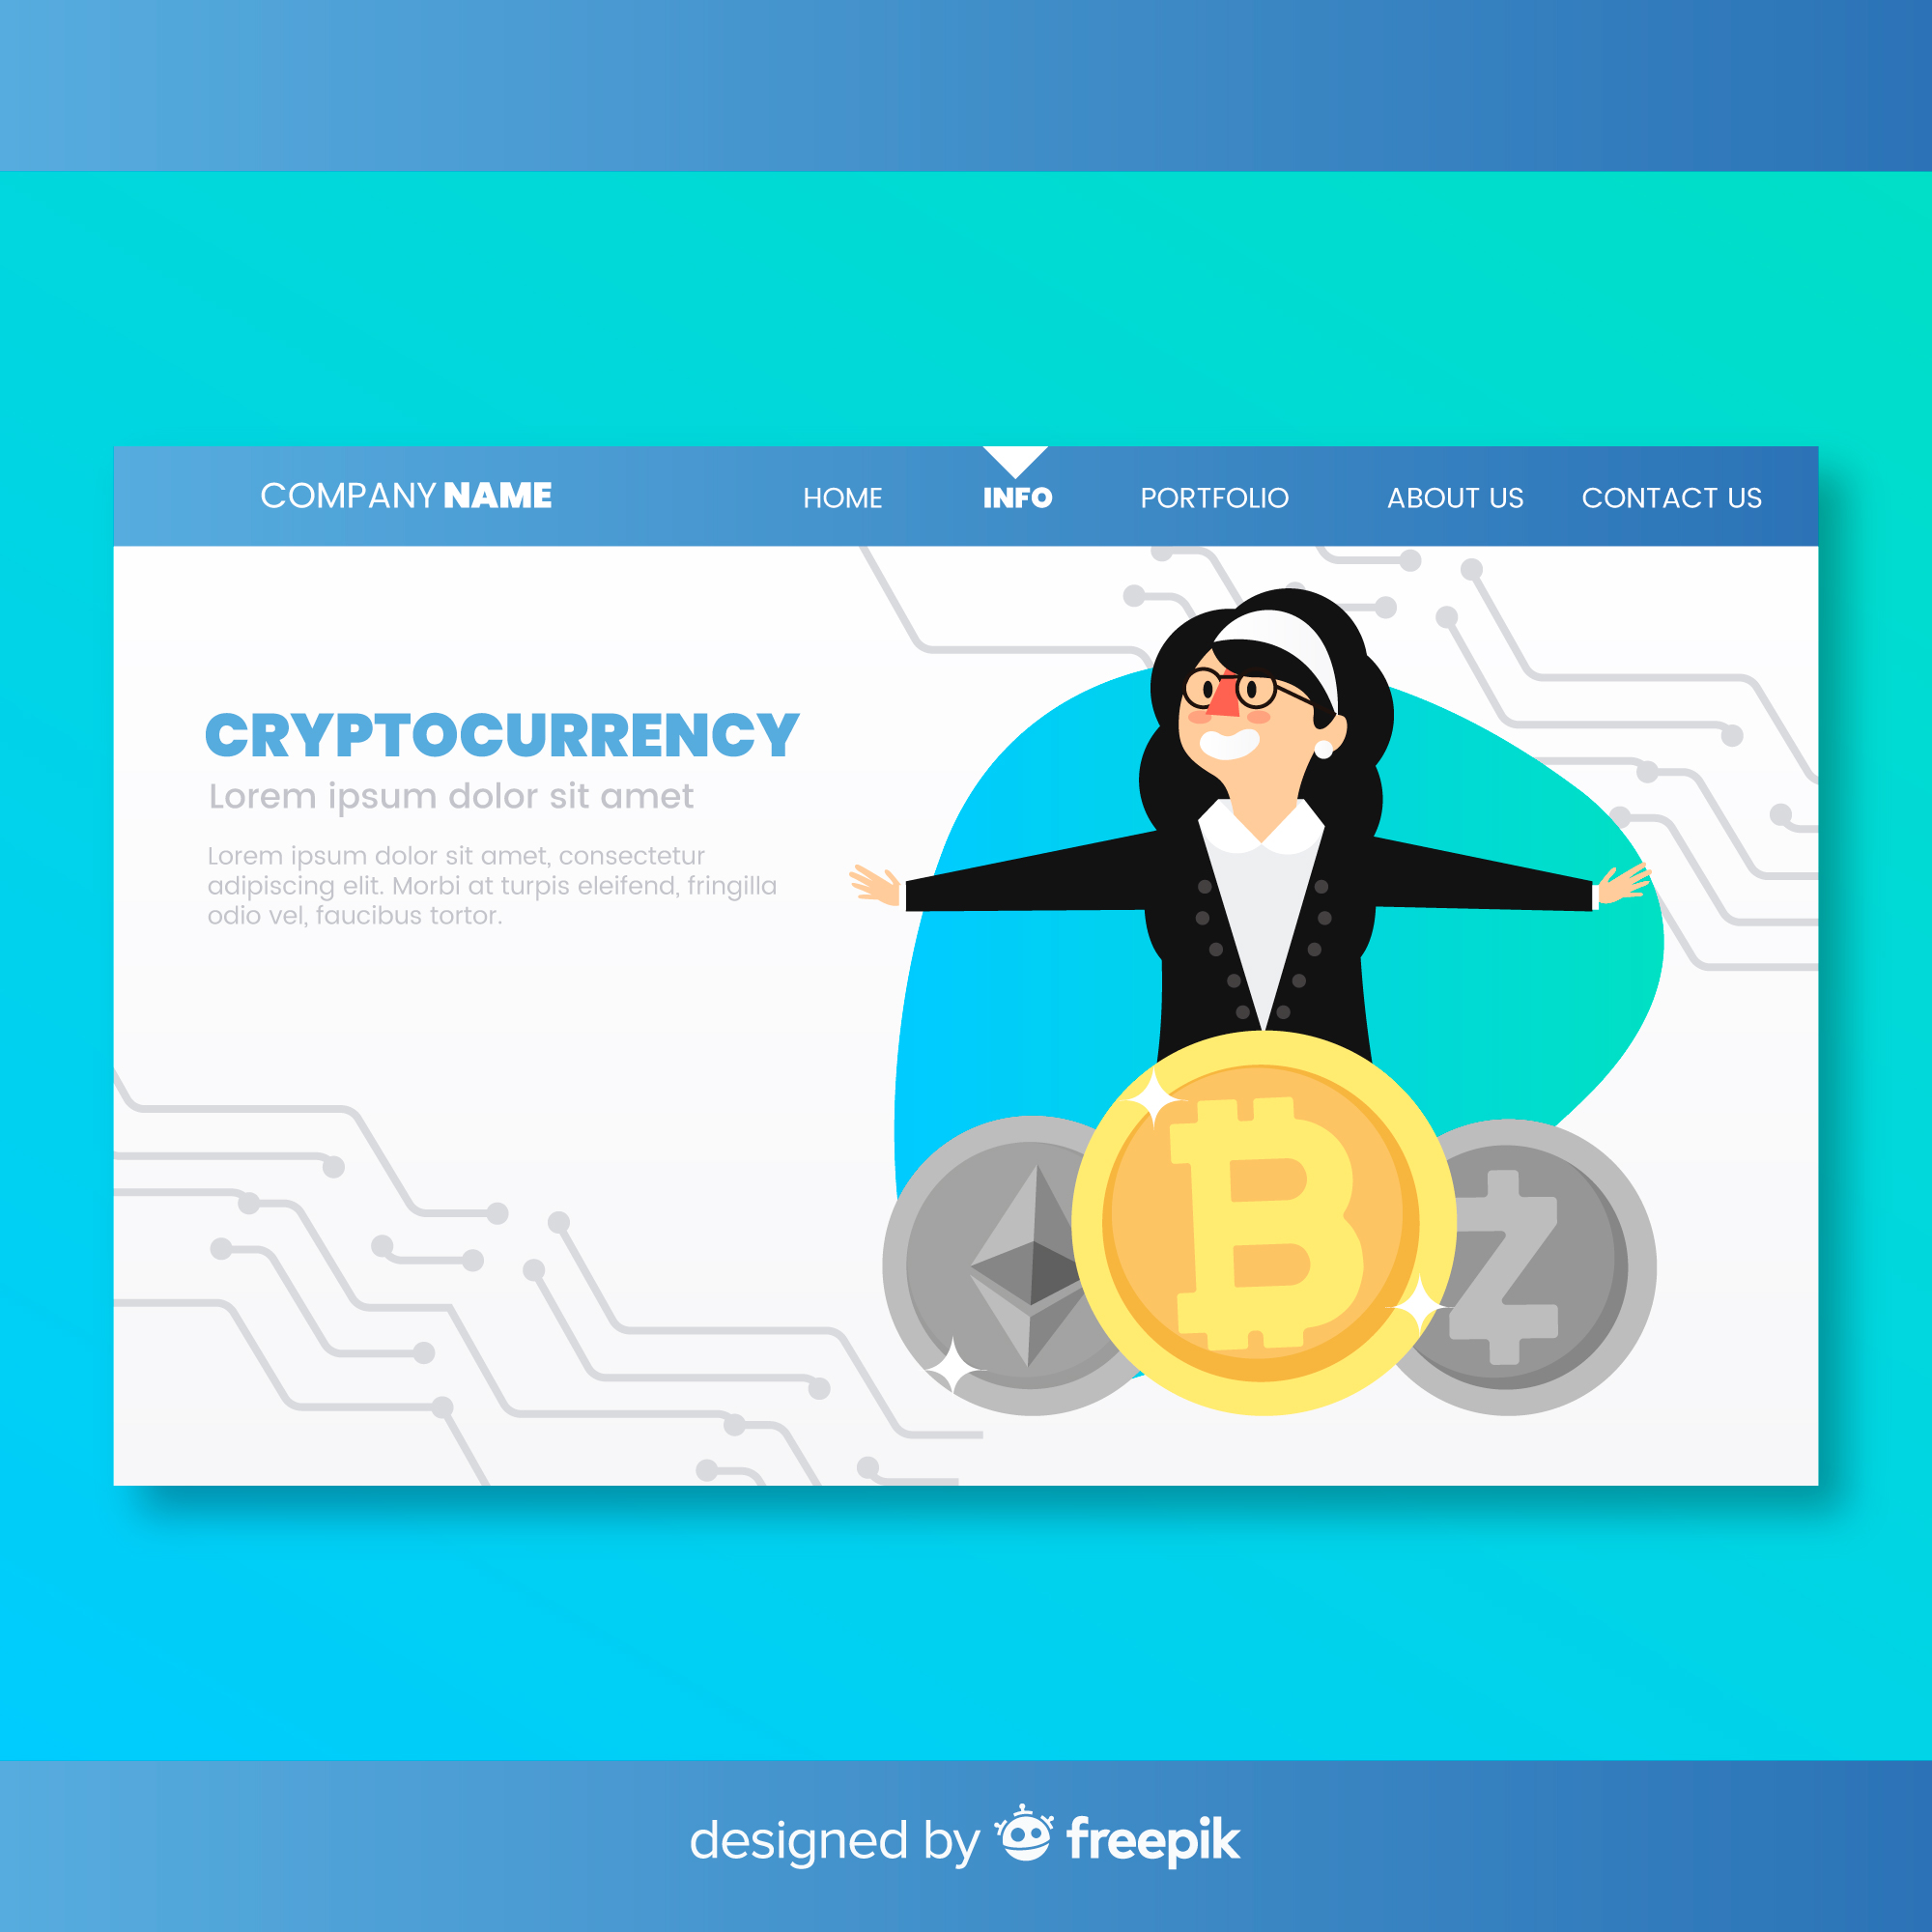 COMPANY NAME
HOME
INFO
PORTFOLIO
ABOUT US
CONTACT US
CRYPTOCURRENCY
Lorem ipsum dolor sit amet
Lorem ipsum dolor sit amet, consectetur
adipiscing elit. Morbi at turpis eleifend, fringilla
odio vel, faucibus tortor.
designed by freepik